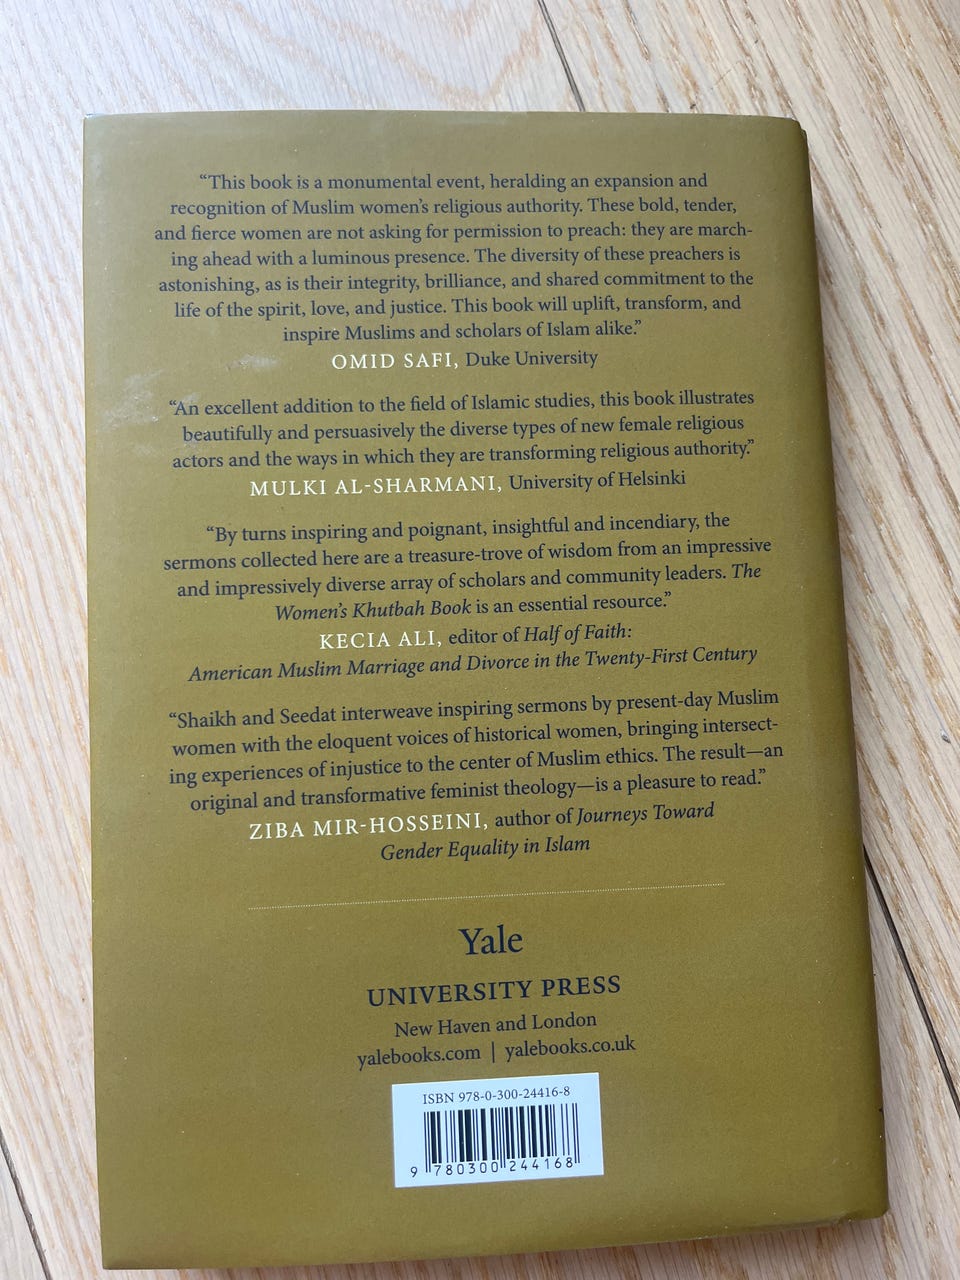 “This book is a monumental event, heralding an expansion and
recognition of Muslim women’s religious authority. These bold, tender,
and fierce women are not asking for permission to preach: they are march-
ing ahead with a luminous presence. The diversity of these preachers is
astonishing, as is their integrity, brilliance, and shared commitment to the
life of the spirit, love, and justice. This book will uplift, transform, and
inspire Muslims and scholars of Islam alike.”
OMID SAFI, Duke University
“An excellent addition to the field of Islamic studies, this book illustrates
beautifully and persuasively the diverse types of new female religious
actors and the ways in which they are transforming religious authority.”
MULKI AL-SHARMANI, University of Helsinki
“By turns inspiring and poignant, insightful and incendiary, the
sermons collected here are a treasure-trove of wisdom from an impressive
and impressively diverse array of scholars and community leaders. The
Women’s Khutbah Book is an essential resource.”
KECIA ALI, editor of Half of Faith:
American Muslim Marriage and Divorce in the Twenty-First Century
“Shaikh and Seedat interweave inspiring sermons by present-day Muslim
women with the eloquent voices of historical women, bringing intersect-
ing experiences of injustice to the center of Muslim ethics. The result—an
original and transformative feminist theology—is a pleasure to read.”
ZIBA MIR-HOSSEINI, author of Journeys Toward
Gender Equality in Islam
Yale
UNIVERSITY PRESS
New Haven and London
yalebooks.com | yalebooks.co.uk
ISBN 978-0-300-24416-8
9 780300 244168